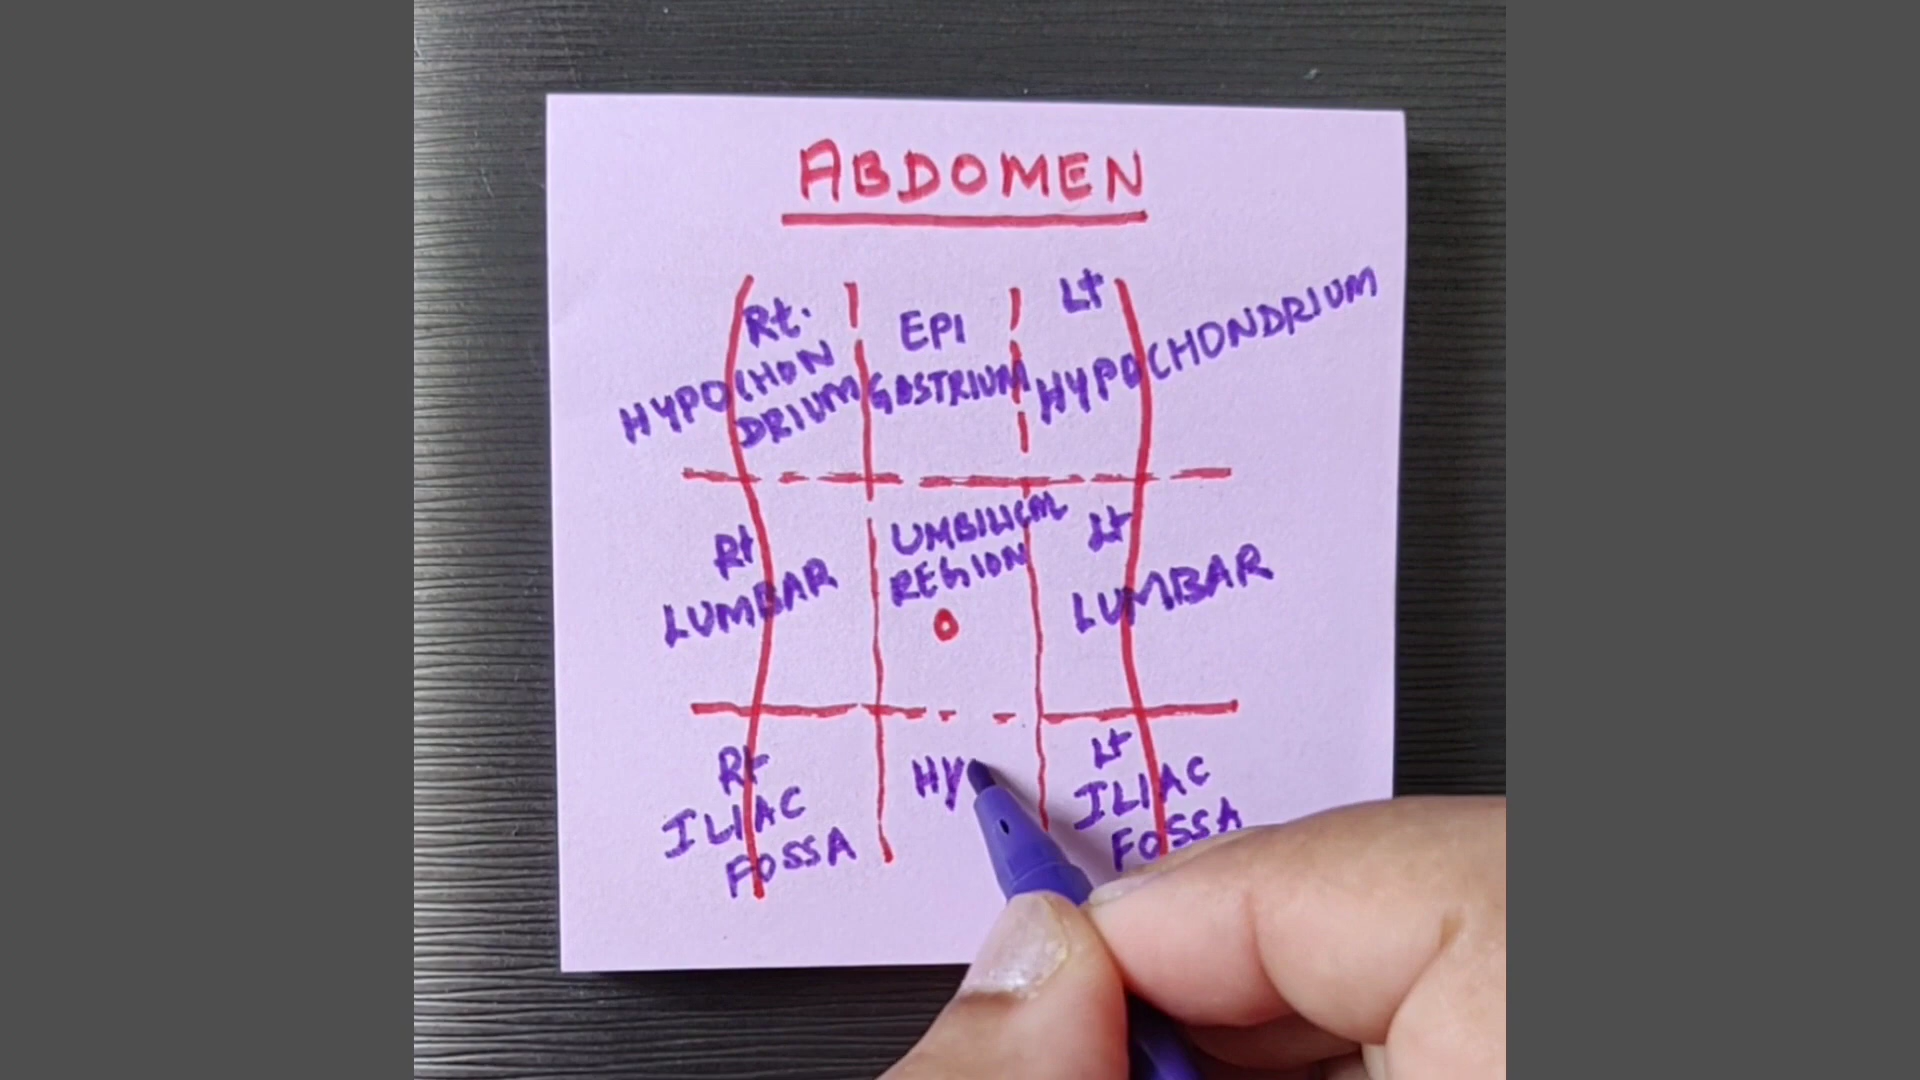 ABDOMEN
Rt.
HYPOCHON
DRIUM
EPI
GASTRIUM
Lt
HYPOCHONDRIUM
Rt
LUMBAR
UMBILICAL
REGION
Lt
LUMBAR
Rt
ILIAC
FOSSA
HY
Lt
ILIAC
FOSSA